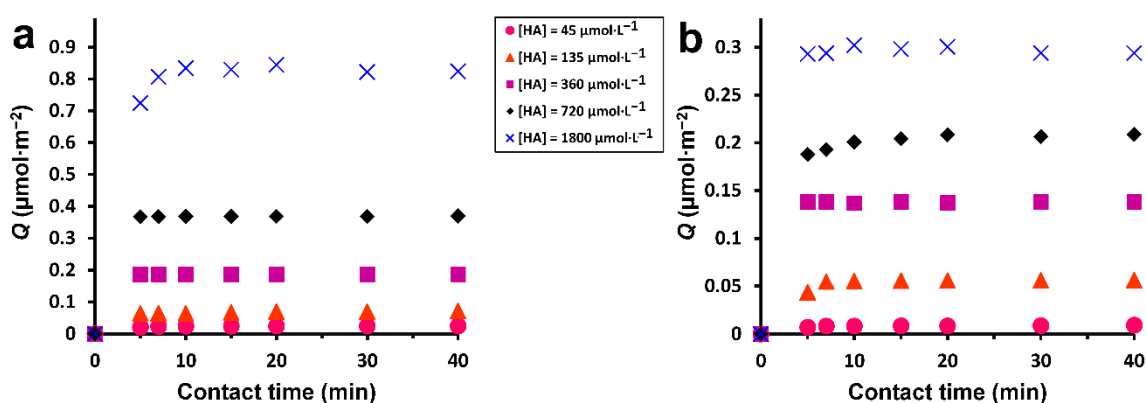 a
Q (μmol·m⁻²)
0.9
0.8
0.7
0.6
0.5
0.4
0.3
0.2
0.1
0
0 10 20 30 40
Contact time (min)
[HA] = 45 μmol·L⁻¹
[HA] = 135 μmol·L⁻¹
[HA] = 360 μmol·L⁻¹
[HA] = 720 μmol·L⁻¹
[HA] = 1800 μmol·L⁻¹
b
Q (μmol·m⁻²)
0.3
0.25
0.2
0.15
0.1
0.05
0
0 10 20 30 40
Contact time (min)